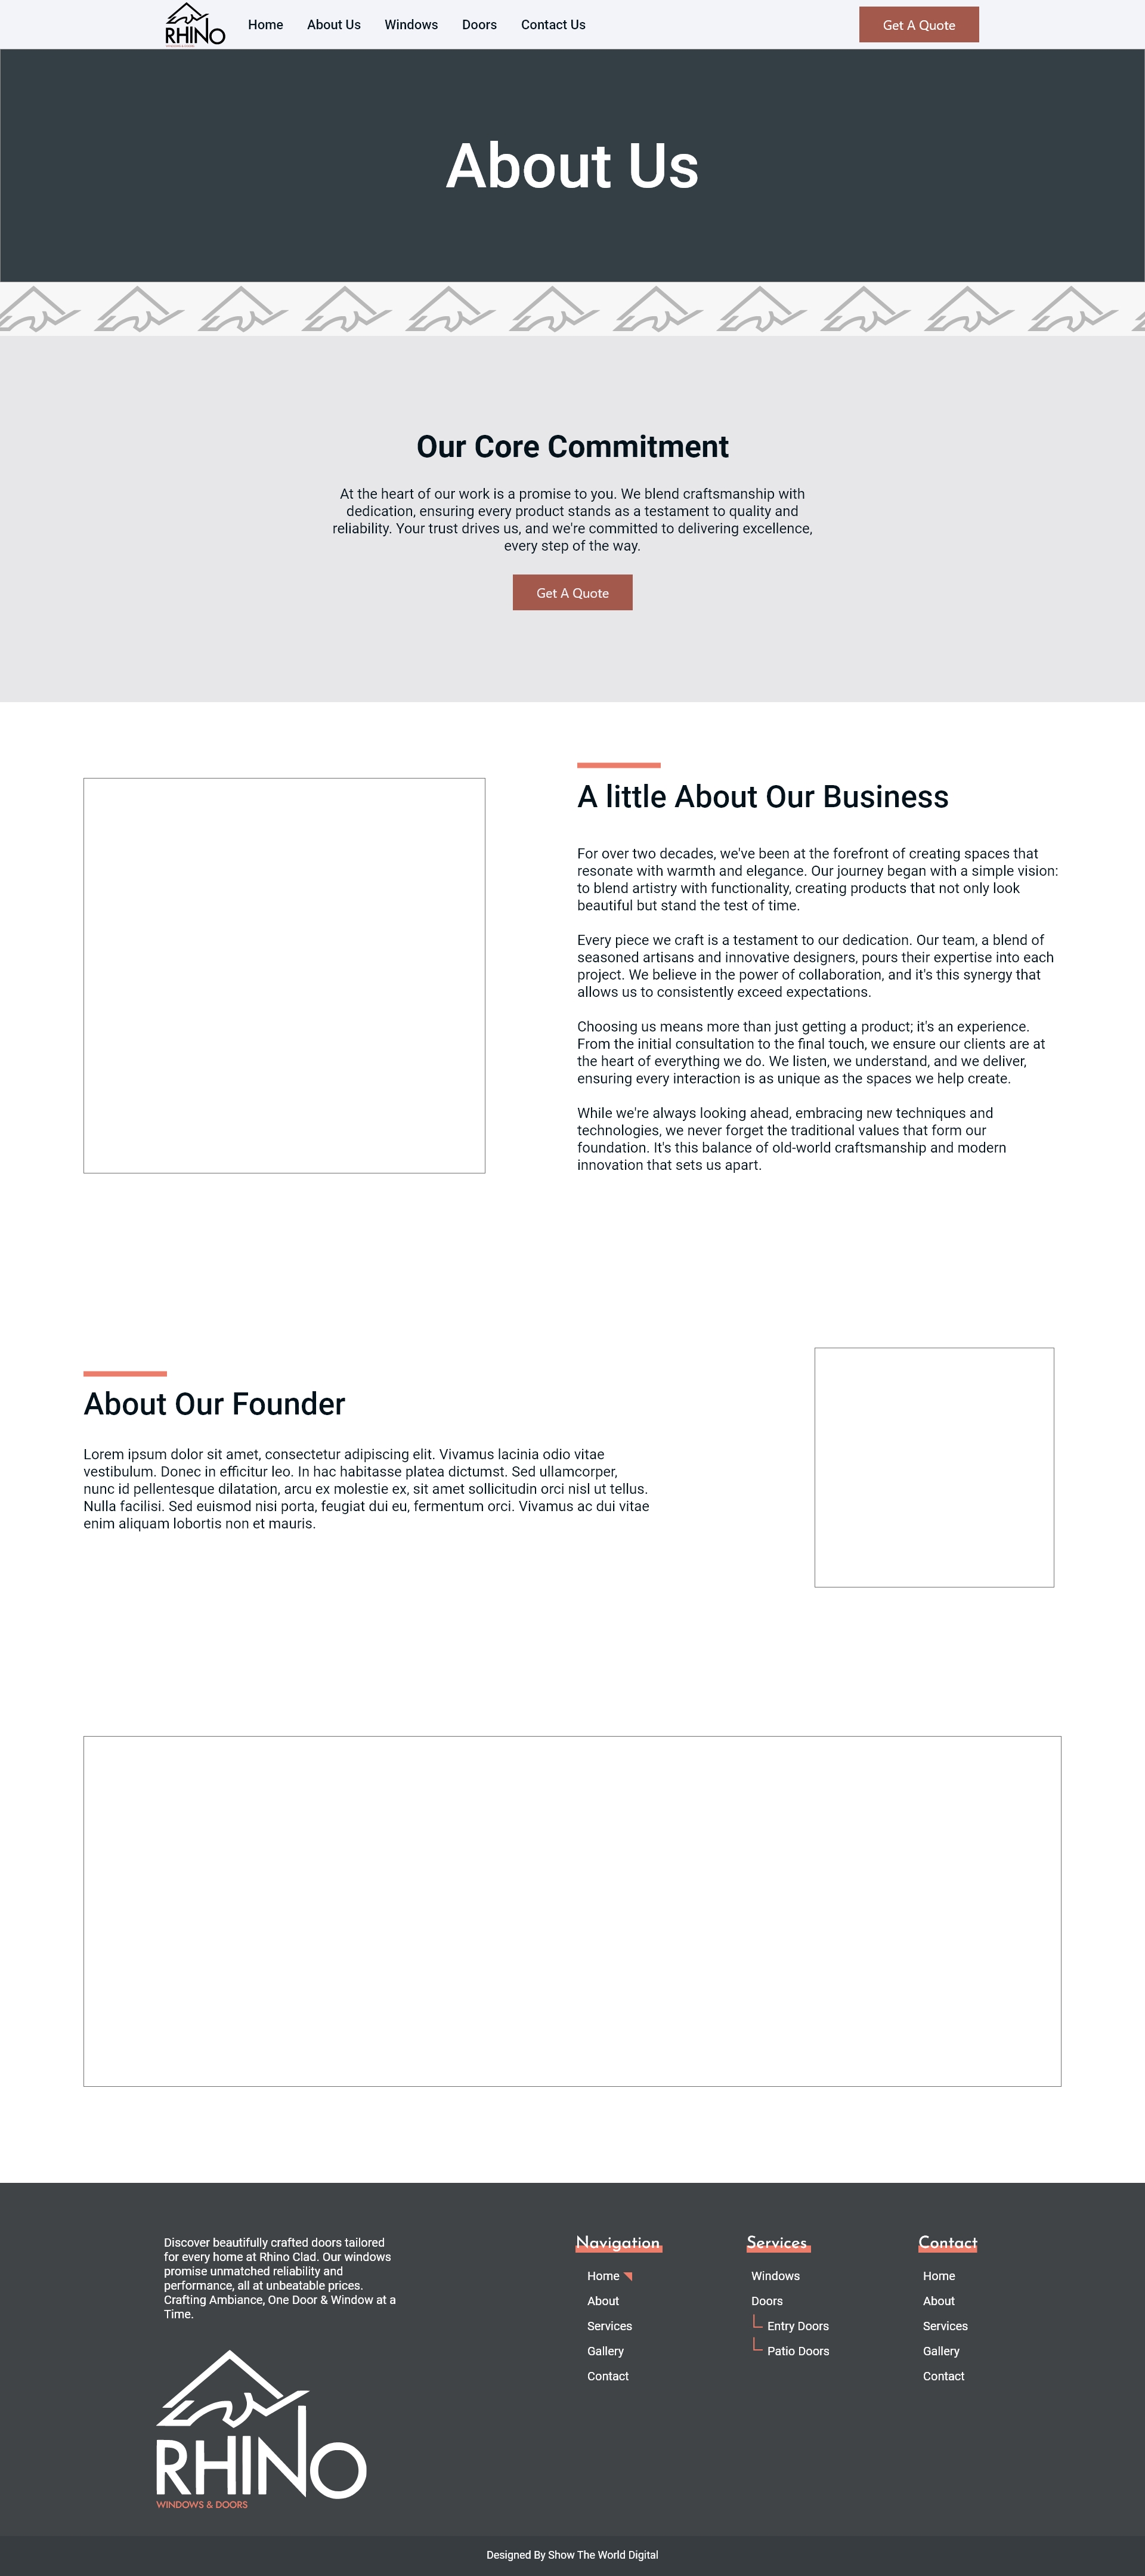 RHINO
WINDOWS & DOORS
Home
About Us
Windows
Doors
Contact Us
Get A Quote
About Us
Our Core Commitment
At the heart of our work is a promise to you. We blend craftsmanship with
dedication, ensuring every product stands as a testament to quality and
reliability. Your trust drives us, and we're committed to delivering excellence,
every step of the way.
Get A Quote
A little About Our Business
For over two decades, we've been at the forefront of creating spaces that
resonate with warmth and elegance. Our journey began with a simple vision:
to blend artistry with functionality, creating products that not only look
beautiful but stand the test of time.
Every piece we craft is a testament to our dedication. Our team, a blend of
seasoned artisans and innovative designers, pours their expertise into each
project. We believe in the power of collaboration, and it's this synergy that
allows us to consistently exceed expectations.
Choosing us means more than just getting a product; it's an experience.
From the initial consultation to the final touch, we ensure our clients are at
the heart of everything we do. We listen, we understand, and we deliver,
ensuring every interaction is as unique as the spaces we help create.
While we're always looking ahead, embracing new techniques and
technologies, we never forget the traditional values that form our
foundation. It's this balance of old-world craftsmanship and modern
innovation that sets us apart.
About Our Founder
Lorem ipsum dolor sit amet, consectetur adipiscing elit. Vivamus lacinia odio vitae
vestibulum. Donec in efficitur leo. In hac habitasse platea dictumst. Sed ullamcorper,
nunc id pellentesque dilatation, arcu ex molestie ex, sit amet sollicitudin orci nisl ut tellus.
Nulla facilisi. Sed euismod nisi porta, feugiat dui eu, fermentum orci. Vivamus ac dui vitae
enim aliquam lobortis non et mauris.
Discover beautifully crafted doors tailored
for every home at Rhino Clad. Our windows
promise unmatched reliability and
performance, all at unbeatable prices.
Crafting Ambiance, One Door & Window at a
Time.
RHINO
WINDOWS & DOORS
Navigation
Home
About
Services
Gallery
Contact
Services
Windows
Doors
Entry Doors
Patio Doors
Contact
Home
About
Services
Gallery
Contact
Designed By Show The World Digital